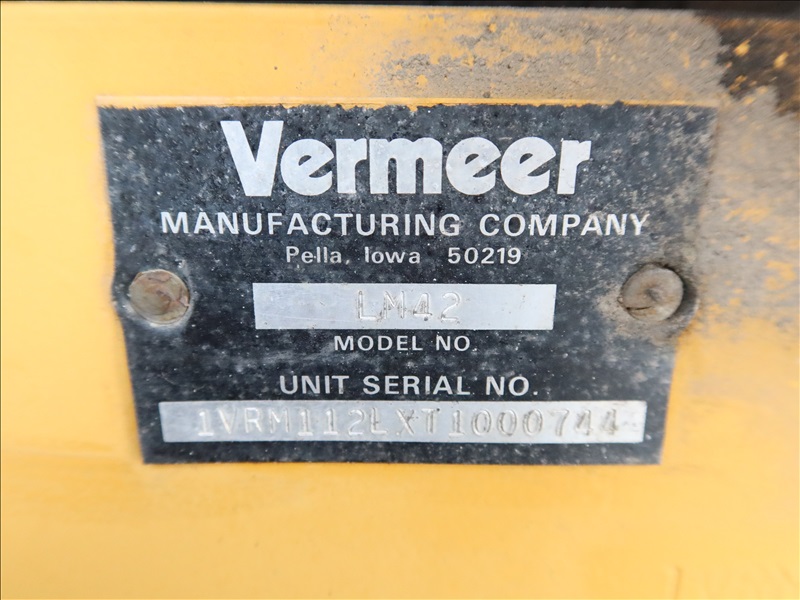 Vermeer
MANUFACTURING COMPANY
Pella, Iowa 50219
LM42
MODEL NO.
UNIT SERIAL NO.
1VRM112LXT1000744